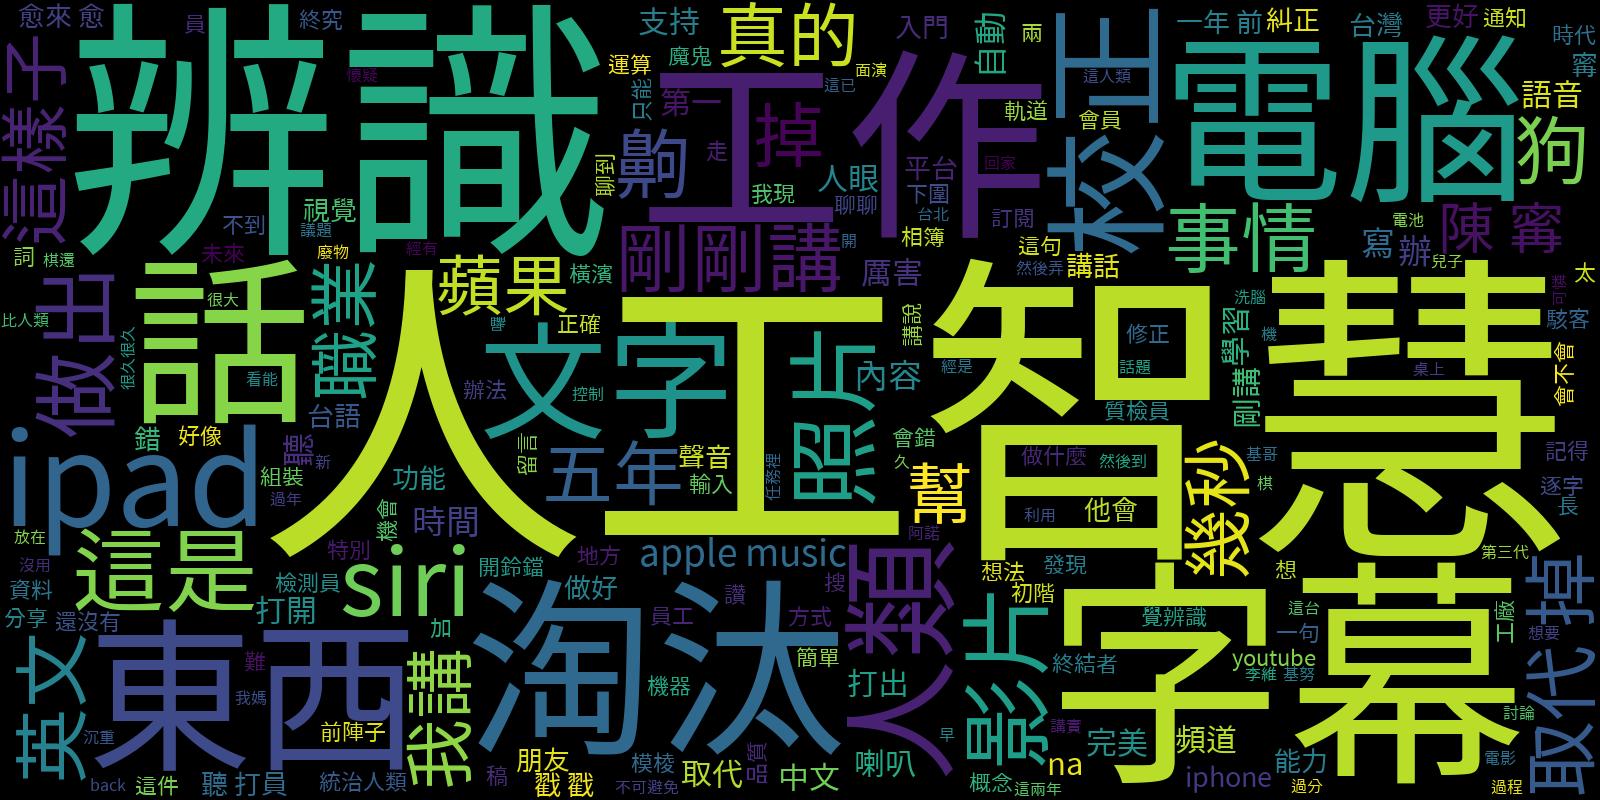 愈來 愈
員
終究
支持
真的
入門
自動
兩
一年 前
糾正
台灣
更好
通知
時代
這樣子
辨識
懷疑
運算
魔鬼
面演
只能
第一
這已
工作
校正
這人類
電腦
語音
狗
軌道
會員
掉
走
齁
聊到
人眼
平台
回家
我現
聊聊
下圍
台北
訂閱
不到
視覺
議題
剛剛講
相簿
這句
事情
電池
寫
辦
陳 甯
詞
棋還
未來
廢物
經有
開
厲害
然後弄
講話
兒子
太
做出
話
很大
職業
蘋果
橫濱
知
洗腦
慧
駭客
比人類
很久很久
正確
講說
修正
學習
機
看能
人工智慧
文字
照片
內容
經是
話題
剛講
桌上
會不會
辦法
控制
台語
質檢員
錯
好像
聽
新
留言
五年
聲音
會錯
久
做什麼
然後到
基哥
記得
ipad
組裝
過年
功能
輸入
任務裡
幫
利用
他會
幾秒
棋
逐字
長
放在
沒用
這是
機會
時間
特別
siri
開鈴鐺
地方
apple music
阿諾
人類
想法
發現
想
第三代
資料
檢測員
做好
搜
初階
分享
還沒有
打開
加
員工
讚
方式
覺辨識
這台
工廠
想要
英文
東西
難
我媽
我講
淘汰
簡單
機器
打出
影片
終結者
字幕
一句
youtube
李維
基努
取代掉
沉重
前陣子
早
講實
完美
頻道
討論
電影
朋友
模棱
品質
喇叭
na
能力
back
這件
聽 打員
統治人類
稿
戳 戳
不可避免
取代
中文
概念
這兩年
iphone
過分
過程